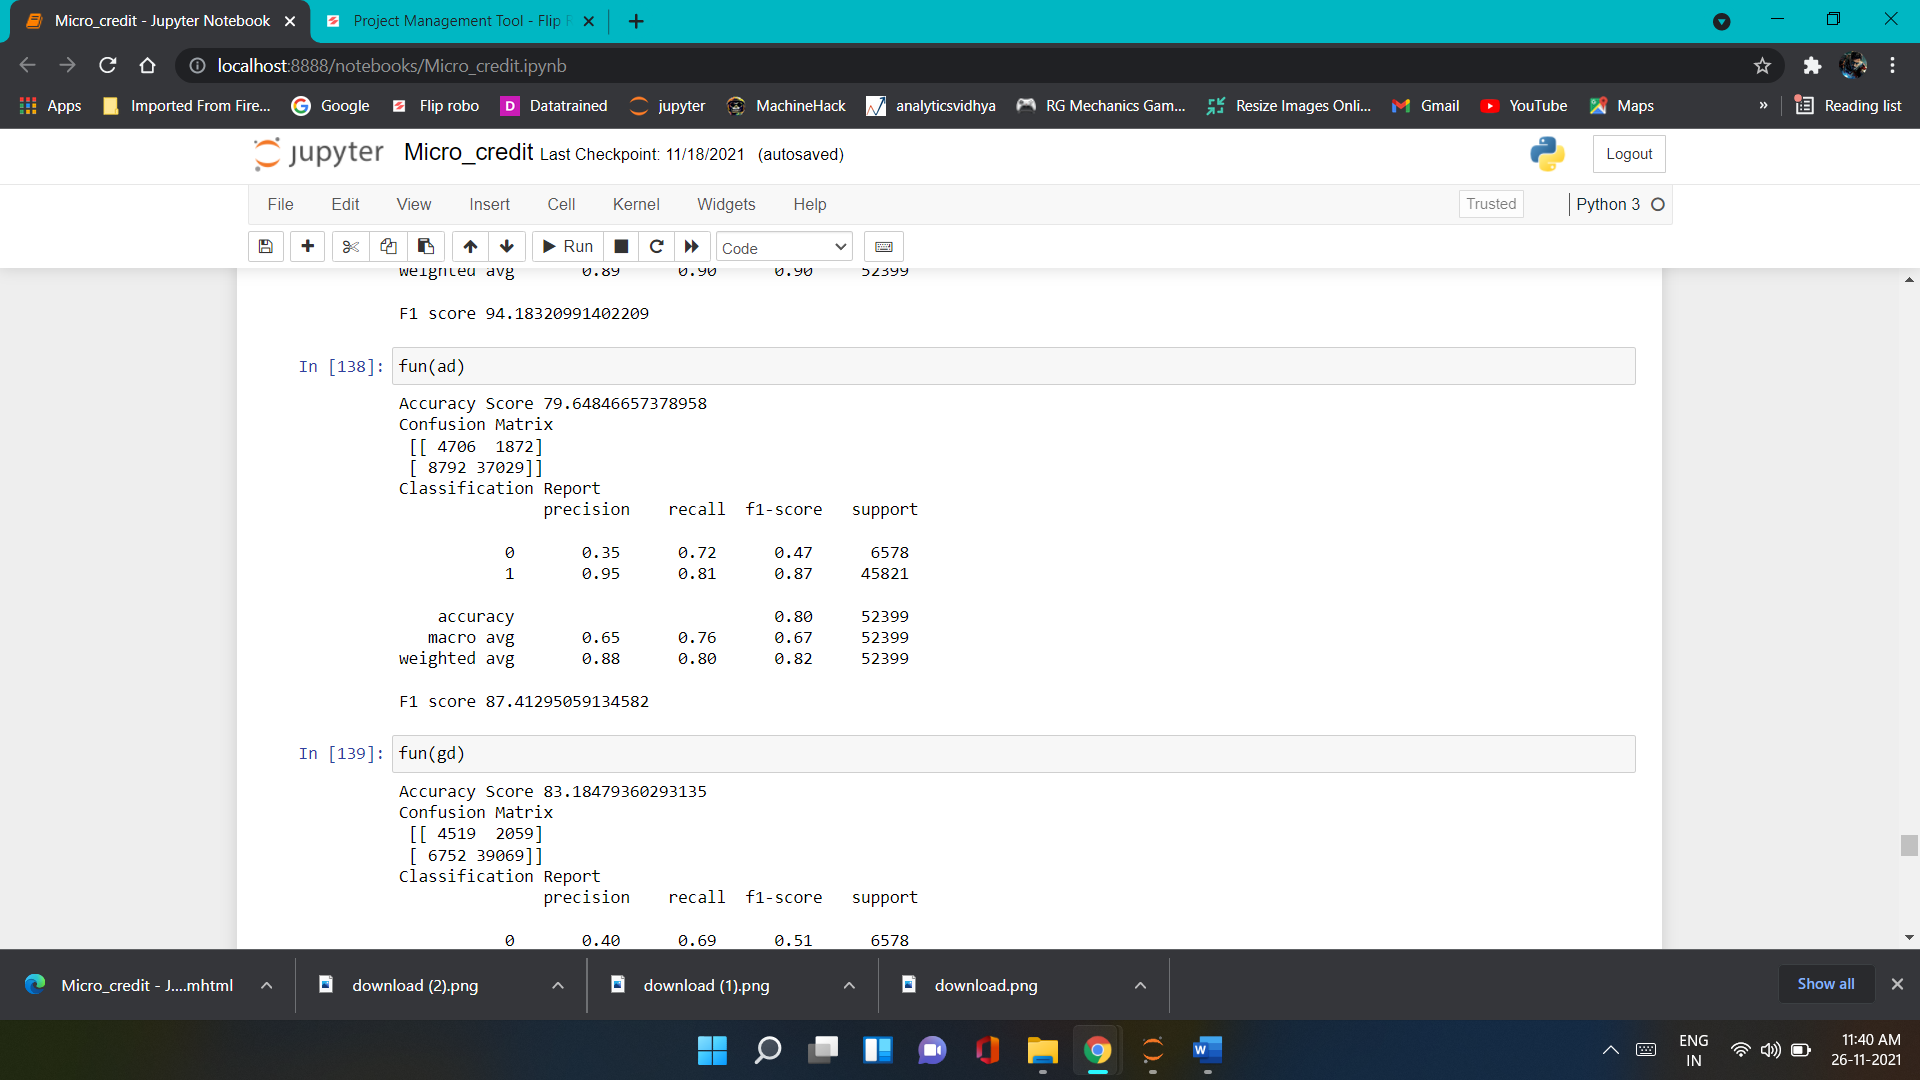 Micro_credit - Jupyter Notebook
Project Management Tool - Flip
localhost:8888/notebooks/Micro_credit.ipynb
Apps Imported From Fire... Google Flip robo Datatrained jupyter MachineHack analyticsvidhya RG Mechanics Gam... Resize Images Onli... Gmail YouTube Maps » Reading list
jupyter Micro_credit Last Checkpoint: 11/18/2021 (autosaved) Logout
File Edit View Insert Cell Kernel Widgets Help Trusted Python 3
Run Code
weighted avg 0.89 0.90 0.90 52399
F1 score 94.18320991402209
In [138]: fun(ad)
Accuracy Score 79.64846657378958
Confusion Matrix
[[ 4706 1872]
[ 8792 37029]]
Classification Report
precision recall f1-score support
0 0.35 0.72 0.47 6578
1 0.95 0.81 0.87 45821
accuracy 0.80 52399
macro avg 0.65 0.76 0.67 52399
weighted avg 0.88 0.80 0.82 52399
F1 score 87.41295059134582
In [139]: fun(gd)
Accuracy Score 83.18479360293135
Confusion Matrix
[[ 4519 2059]
[ 6752 39069]]
Classification Report
precision recall f1-score support
0 0.40 0.69 0.51 6578
Micro_credit - J....mhtml download (2).png download (1).png download.png Show all
ENG
IN
11:40 AM
26-11-2021